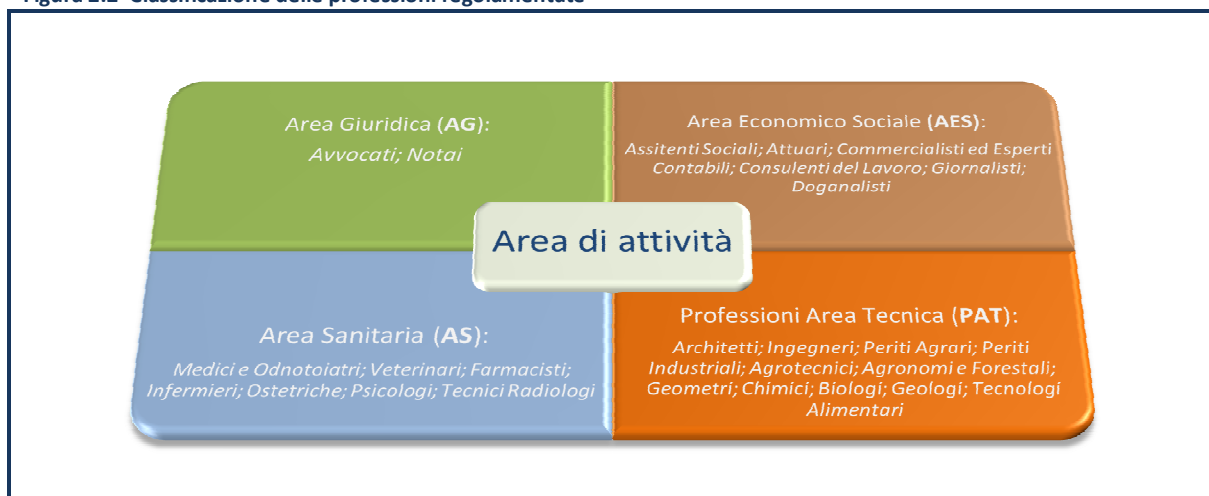 Figura 2.2 Classificazione delle professioni regolamentate
Area Giuridica (AG):
Avvocati; Notai
Area Economico Sociale (AES):
Assitenti Sociali; Attuari; Commercialisti ed Esperti
Contabili; Consulenti del Lavoro; Giornalisti;
Doganalisti
Area di attività
Area Sanitaria (AS):
Medici e Odnotoiatri; Veterinari; Farmacisti;
Infermieri; Ostetriche; Psicologi; Tecnici Radiologi
Professioni Area Tecnica (PAT):
Architetti; Ingegneri; Periti Agrari; Periti
Industriali; Agrotecnici; Agronomi e Forestali;
Geometri; Chimici; Biologi; Geologi; Tecnologi
Alimentari